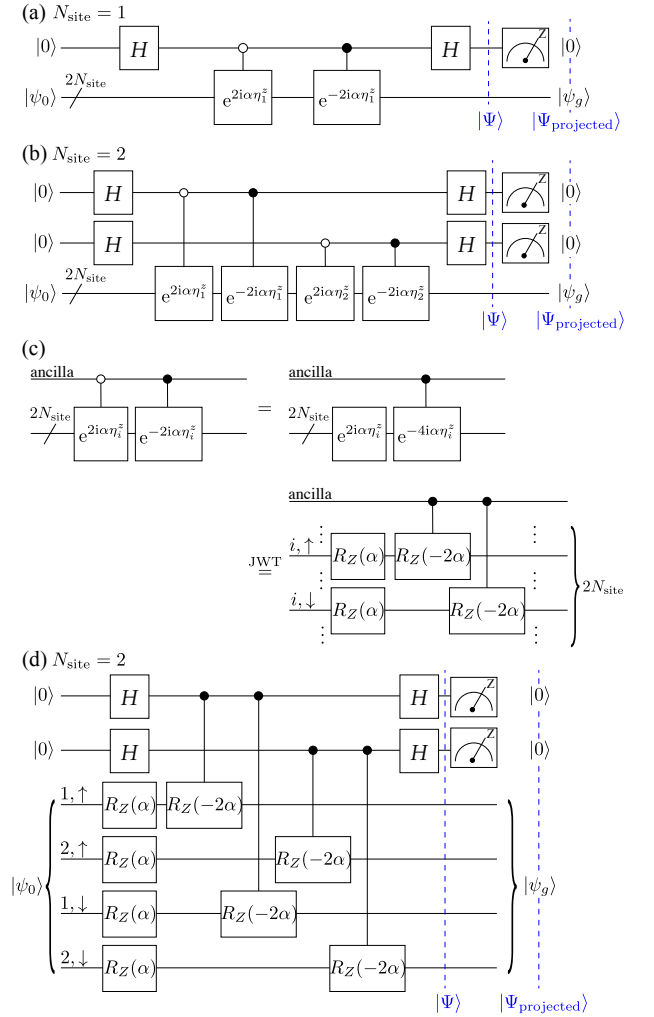 (a) N_site = 1
|0⟩ H H Z |0⟩
2N_site
|ψ_0⟩ e^{2iαη_1^z} e^{-2iαη_1^z} |ψ_g⟩
|Ψ⟩ |Ψ_projected⟩
(b) N_site = 2
|0⟩ H H Z |0⟩
|0⟩ H H Z |0⟩
2N_site
|ψ_0⟩ e^{2iαη_1^z} e^{-2iαη_1^z} e^{2iαη_2^z} e^{-2iαη_2^z} |ψ_g⟩
|Ψ⟩ |Ψ_projected⟩
(c)
ancilla ancilla
2N_site = 2N_site
e^{2iαη_i^z} e^{-2iαη_i^z} e^{2iαη_i^z} e^{-4iαη_i^z}
ancilla
⋮ ⋮
i,↑ R_Z(α) R_Z(-2α)
JWT
= ⋮ ⋮ 2N_site
i,↓ R_Z(α) R_Z(-2α)
⋮ ⋮
(d) N_site = 2
|0⟩ H H Z |0⟩
|0⟩ H H Z |0⟩
1,↑ R_Z(α) R_Z(-2α)
2,↑ R_Z(α) R_Z(-2α)
|ψ_0⟩ |ψ_g⟩
1,↓ R_Z(α) R_Z(-2α)
2,↓ R_Z(α) R_Z(-2α)
|Ψ⟩ |Ψ_projected⟩